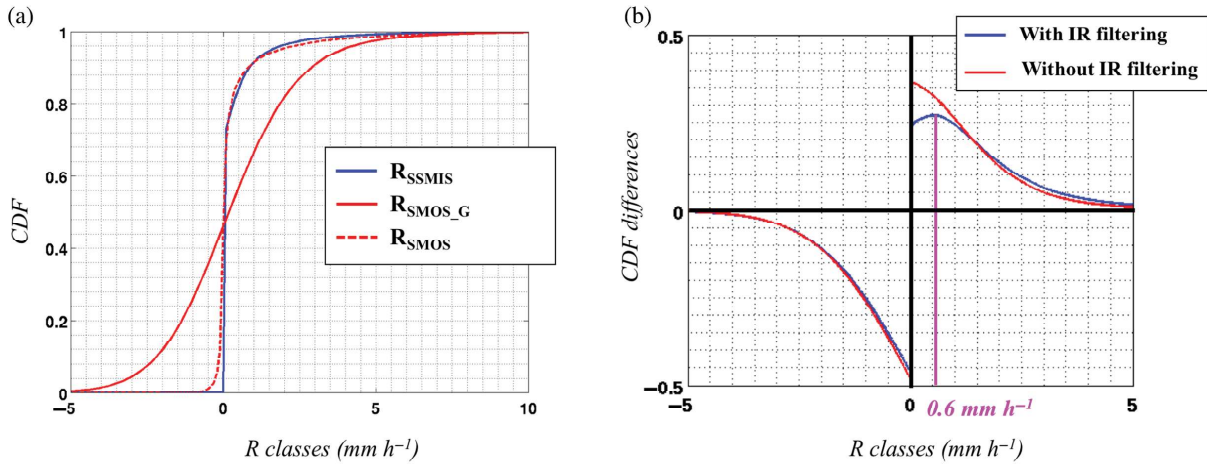 (a)
CDF
1
0.8
0.6
0.4
0.2
0
−5
0
5
10
R classes (mm h−1)
RSSMIS
RSMOS_G
RSMOS
(b)
CDF differences
0.5
0
−0.5
−5
0
5
0.6 mm h−1
R classes (mm h−1)
With IR filtering
Without IR filtering